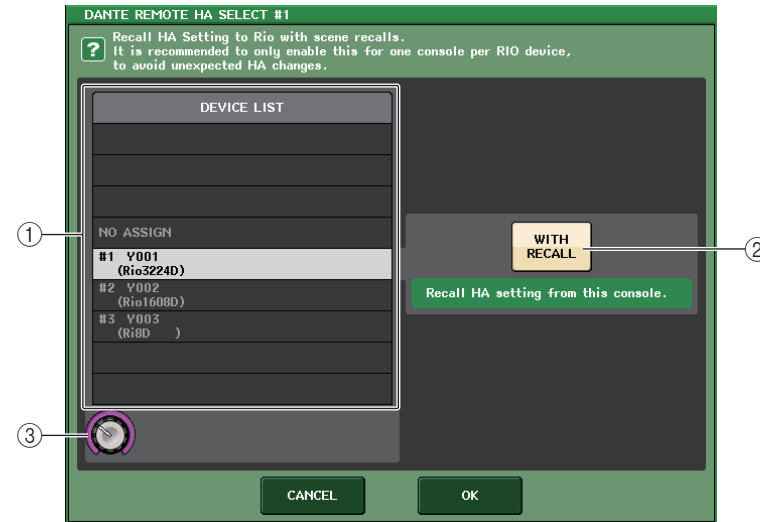 DANTE REMOTE HA SELECT #1
? Recall HA Setting to Rio with scene recalls.
It is recommended to only enable this for one console per RIO device,
to avoid unexpected HA changes.
DEVICE LIST
NO ASSIGN
#1 Y001
(Rio3224D)
#2 Y002
(Rio1608D)
#3 Y003
(Ri8D )
WITH
RECALL
Recall HA setting from this console.
1
2
3
CANCEL
OK